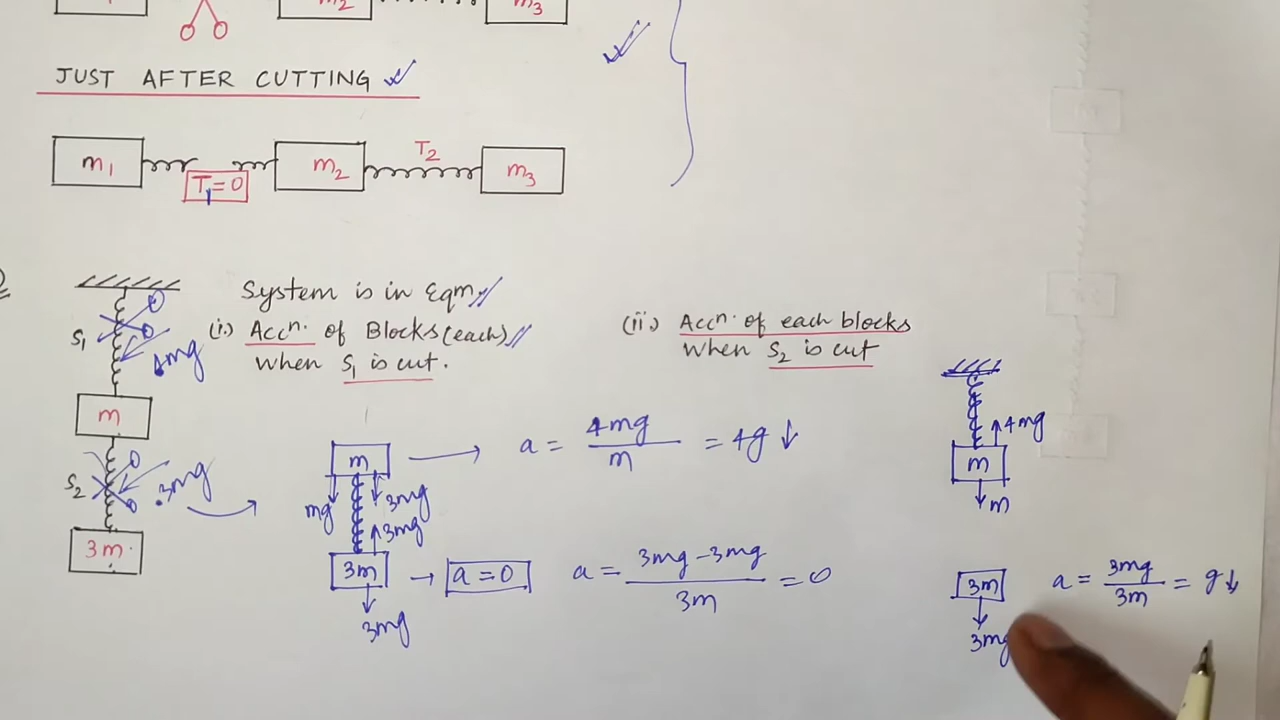 m2
m3
JUST AFTER CUTTING
m1
T1=0
m2
T2
m3
System is in Eqm
S1
4mg
(i.) Accn. of Blocks(each)
when S1 is cut.
(ii.) Accn. of each blocks
when S2 is cut
m
S2
3mg
3m
m
mg
3mg
3mg
3m
3mg
a = 4mg/m = 4g ↓
a=0
a = 3mg-3mg/3m = 0
4mg
m
m
3m
3mg
a = 3mg/3m = g↓